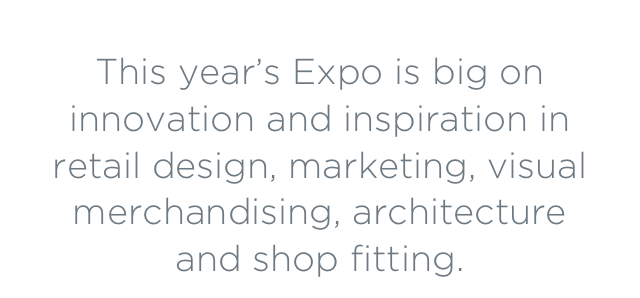 This year’s Expo is big on
innovation and inspiration in
retail design, marketing, visual
merchandising, architecture
and shop fitting.